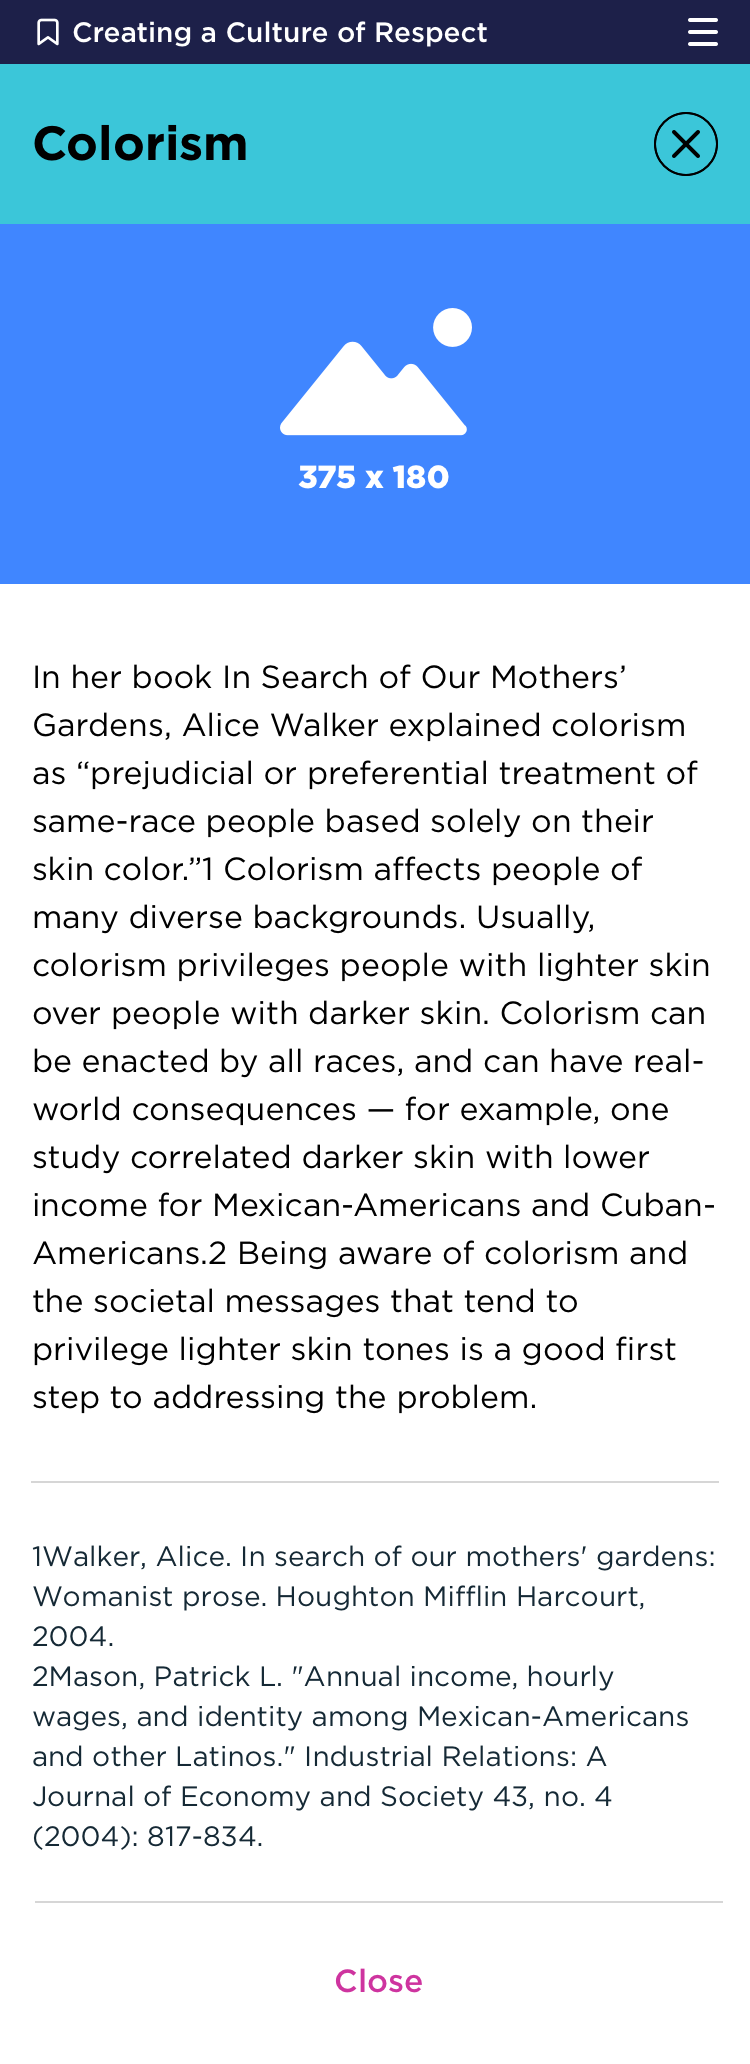 Creating a Culture of Respect
Colorism
375 x 180
In her book In Search of Our Mothers’
Gardens, Alice Walker explained colorism
as “prejudicial or preferential treatment of
same-race people based solely on their
skin color.”1 Colorism affects people of
many diverse backgrounds. Usually,
colorism privileges people with lighter skin
over people with darker skin. Colorism can
be enacted by all races, and can have real-
world consequences — for example, one
study correlated darker skin with lower
income for Mexican-Americans and Cuban-
Americans.2 Being aware of colorism and
the societal messages that tend to
privilege lighter skin tones is a good first
step to addressing the problem.
1Walker, Alice. In search of our mothers' gardens:
Womanist prose. Houghton Mifflin Harcourt,
2004.
2Mason, Patrick L. "Annual income, hourly
wages, and identity among Mexican-Americans
and other Latinos." Industrial Relations: A
Journal of Economy and Society 43, no. 4
(2004): 817-834.
Close